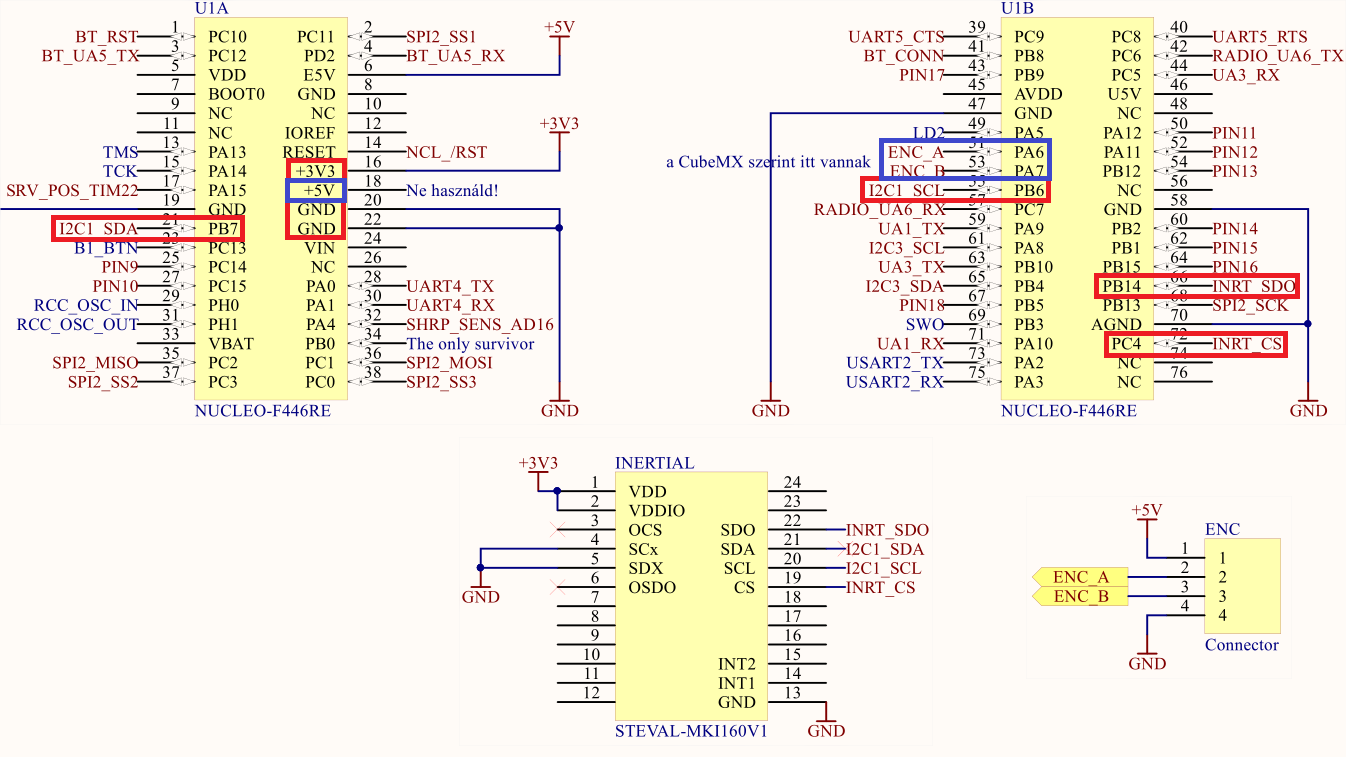 U1A
BT_RST 1 PC10 PC11 2 SPI2_SS1
BT_UA5_TX 3 PC12 PD2 4 BT_UA5_RX
5 VDD E5V 6 +5V
7 BOOT0 GND 8
9 NC NC 10
11 NC IOREF 12
TMS 13 PA13 RESET 14 NCL_/RST
TCK 15 PA14 +3V3 16 +3V3
SRV_POS_TIM22 17 PA15 +5V 18 Ne használd!
19 GND GND 20
I2C1_SDA 21 PB7 GND 22
B1_BTN 23 PC13 VIN 24
PIN9 25 PC14 NC 26
PIN10 27 PC15 PA0 28 UART4_TX
RCC_OSC_IN 29 PH0 PA1 30 UART4_RX
RCC_OSC_OUT 31 PH1 PA4 32 SHRP_SENS_AD16
33 VBAT PB0 34 The only survivor
SPI2_MISO 35 PC2 PC1 36 SPI2_MOSI
SPI2_SS2 37 PC3 PC0 38 SPI2_SS3
NUCLEO-F446RE
GND
U1B
UART5_CTS 39 PC9 PC8 40 UART5_RTS
BT_CONN 41 PB8 PC6 42 RADIO_UA6_TX
PIN17 43 PB9 PC5 44 UA3_RX
45 AVDD U5V 46
47 GND NC 48
LD2 49 PA5 PA12 50 PIN11
a CubeMX szerint itt vannak
ENC_A 51 PA6 PA11 52 PIN12
ENC_B 53 PA7 PB12 54 PIN13
I2C1_SCL 55 PB6 NC 56
RADIO_UA6_RX 57 PC7 GND 58
UA1_TX 59 PA9 PB2 60 PIN14
I2C3_SCL 61 PA8 PB1 62 PIN15
UA3_TX 63 PB10 PB15 64 PIN16
I2C3_SDA 65 PB4 PB14 66 INRT_SDO
PIN18 67 PB5 PB13 68 SPI2_SCK
SWO 69 PB3 AGND 70
UA1_RX 71 PA10 PC4 72 INRT_CS
USART2_TX 73 PA2 NC 74
USART2_RX 75 PA3 NC 76
GND NUCLEO-F446RE GND
INERTIAL
+3V3
1 VDD 24
2 VDDIO 23
3 OCS SDO 22 INRT_SDO
4 SCx SDA 21 I2C1_SDA
5 SDX SCL 20 I2C1_SCL
6 OSDO CS 19 INRT_CS
GND
7 18
8 17
9 16
10 INT2 15
11 INT1 14
12 GND 13
STEVAL-MKI160V1 GND
+5V
ENC
1 1
ENC_A 2 2
ENC_B 3 3
4 4
Connector
GND